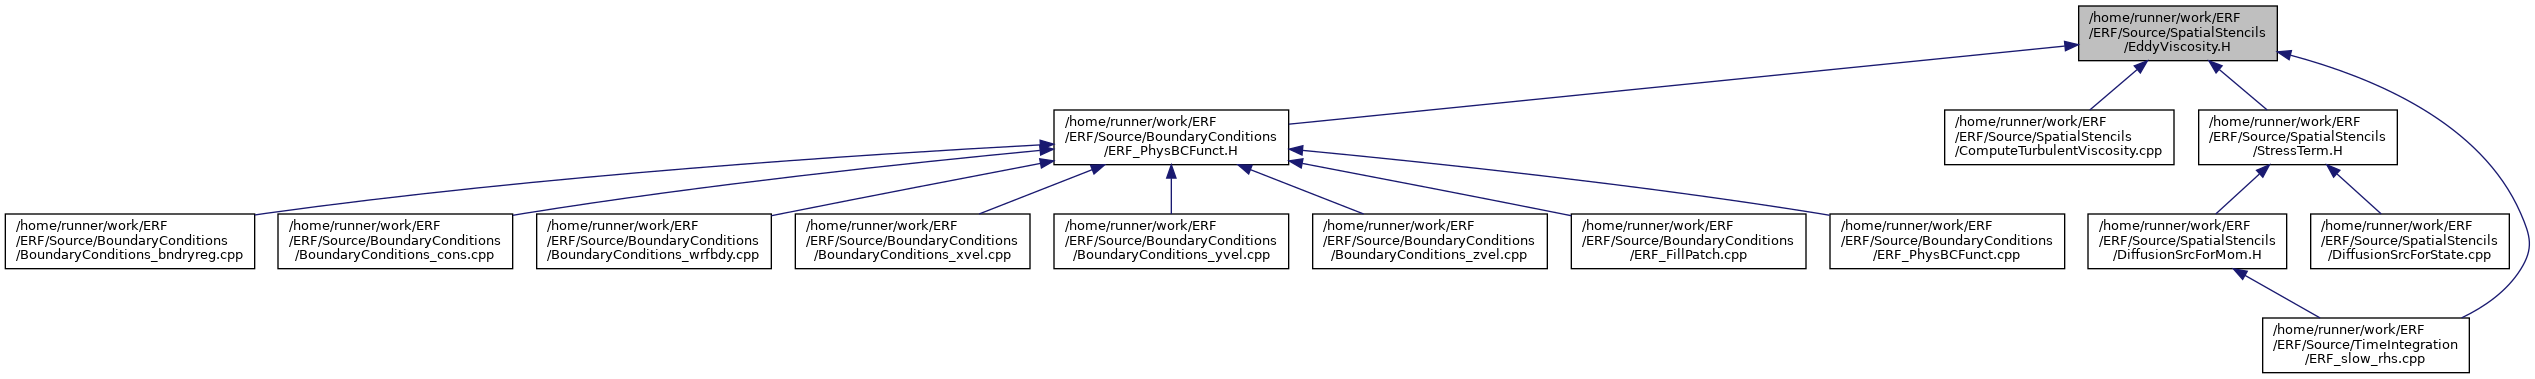 /home/runner/work/ERF
/ERF/Source/SpatialStencils
/EddyViscosity.H
/home/runner/work/ERF
/ERF/Source/BoundaryConditions
/ERF_PhysBCFunct.H
/home/runner/work/ERF
/ERF/Source/SpatialStencils
/ComputeTurbulentViscosity.cpp
/home/runner/work/ERF
/ERF/Source/SpatialStencils
/StressTerm.H
/home/runner/work/ERF
/ERF/Source/BoundaryConditions
/BoundaryConditions_bndryreg.cpp
/home/runner/work/ERF
/ERF/Source/BoundaryConditions
/BoundaryConditions_cons.cpp
/home/runner/work/ERF
/ERF/Source/BoundaryConditions
/BoundaryConditions_wrfbdy.cpp
/home/runner/work/ERF
/ERF/Source/BoundaryConditions
/BoundaryConditions_xvel.cpp
/home/runner/work/ERF
/ERF/Source/BoundaryConditions
/BoundaryConditions_yvel.cpp
/home/runner/work/ERF
/ERF/Source/BoundaryConditions
/BoundaryConditions_zvel.cpp
/home/runner/work/ERF
/ERF/Source/BoundaryConditions
/ERF_FillPatch.cpp
/home/runner/work/ERF
/ERF/Source/BoundaryConditions
/ERF_PhysBCFunct.cpp
/home/runner/work/ERF
/ERF/Source/SpatialStencils
/DiffusionSrcForMom.H
/home/runner/work/ERF
/ERF/Source/SpatialStencils
/DiffusionSrcForState.cpp
/home/runner/work/ERF
/ERF/Source/TimeIntegration
/ERF_slow_rhs.cpp